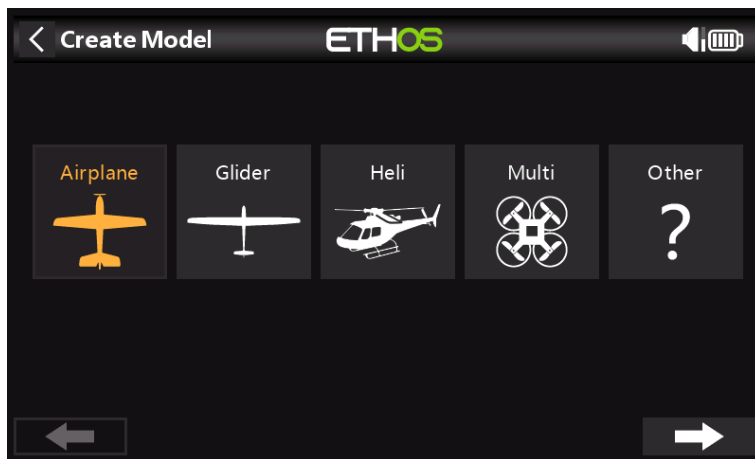 Create Model
ETHOS
Airplane
Glider
Heli
Multi
Other
?